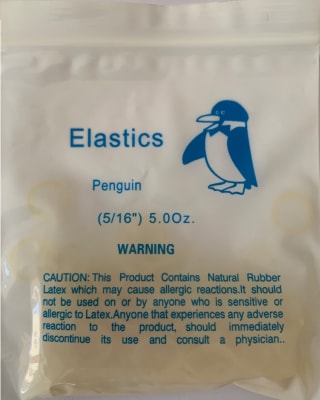 Elastics
Penguin
(5/16") 5.0Oz.
WARNING
CAUTION: This Product Contains Natural Rubber
Latex which may cause allergic reactions.It should
not be used on or by anyone who is sensitive or
allergic to Latex.Anyone that experiences any adverse
reaction to the product, should immediately
discontinue its use and consult a physician..